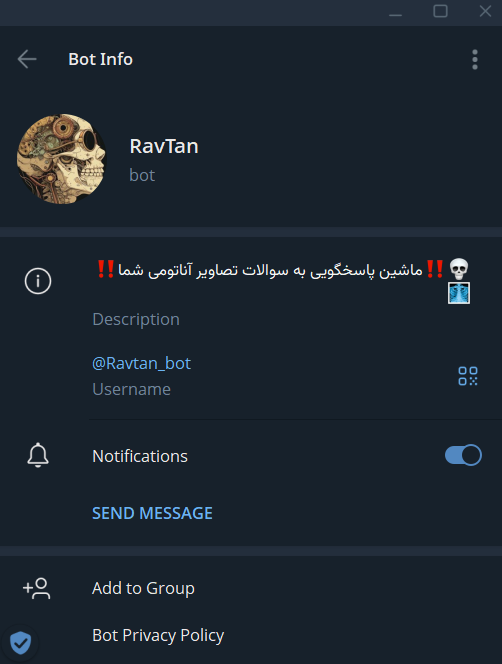 Bot Info
RavTan
bot
💀‼️ماشین پاسخگویی به سوالات تصاویر آناتومی شما‼️
🩻
Description
@Ravtan_bot
Username
Notifications
SEND MESSAGE
Add to Group
Bot Privacy Policy